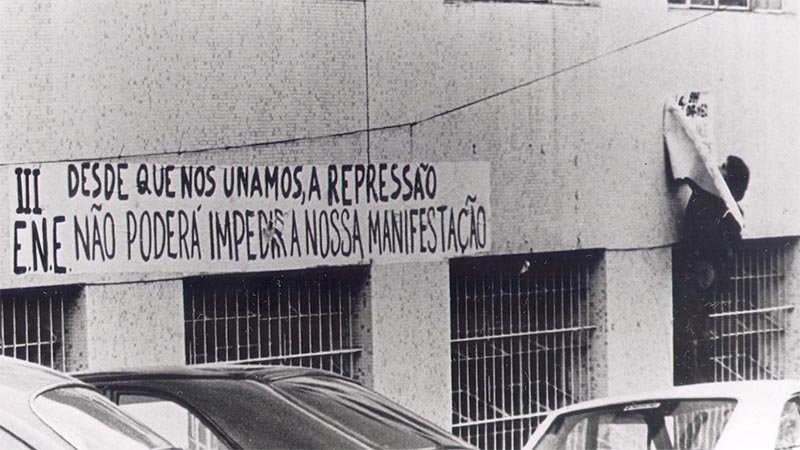 III DESDE QUE NOS UNAMOS, A REPRESSÃO
E.N.E. NÃO PODERÁ IMPEDIR A NOSSA MANIFESTAÇÃO